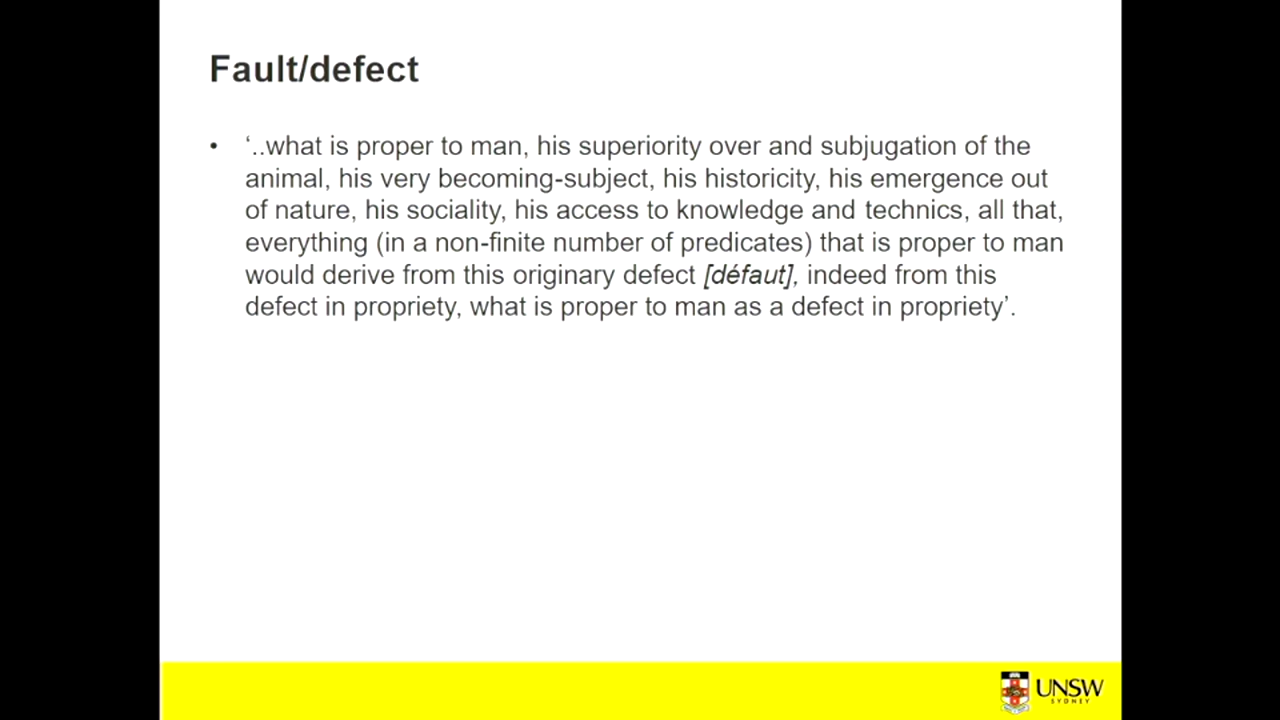 Fault/defect
• ‘..what is proper to man, his superiority over and subjugation of the
animal, his very becoming-subject, his historicity, his emergence out
of nature, his sociality, his access to knowledge and technics, all that,
everything (in a non-finite number of predicates) that is proper to man
would derive from this originary defect [défaut], indeed from this
defect in propriety, what is proper to man as a defect in propriety’.
UNSW
SYDNEY